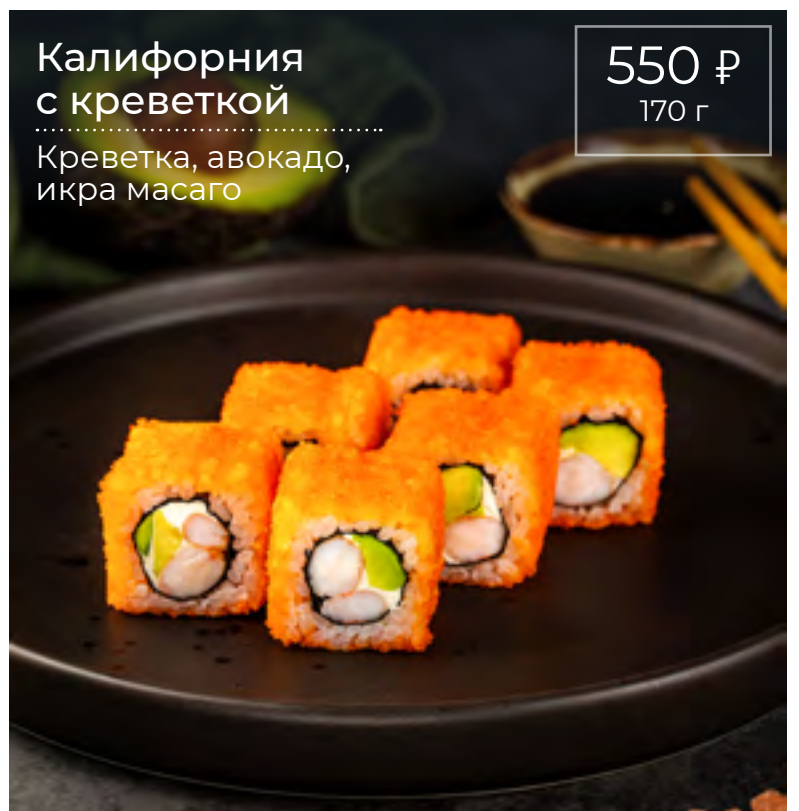 Калифорния
с креветкой
Креветка, авокадо,
икра масаго
550 ₽
170 г